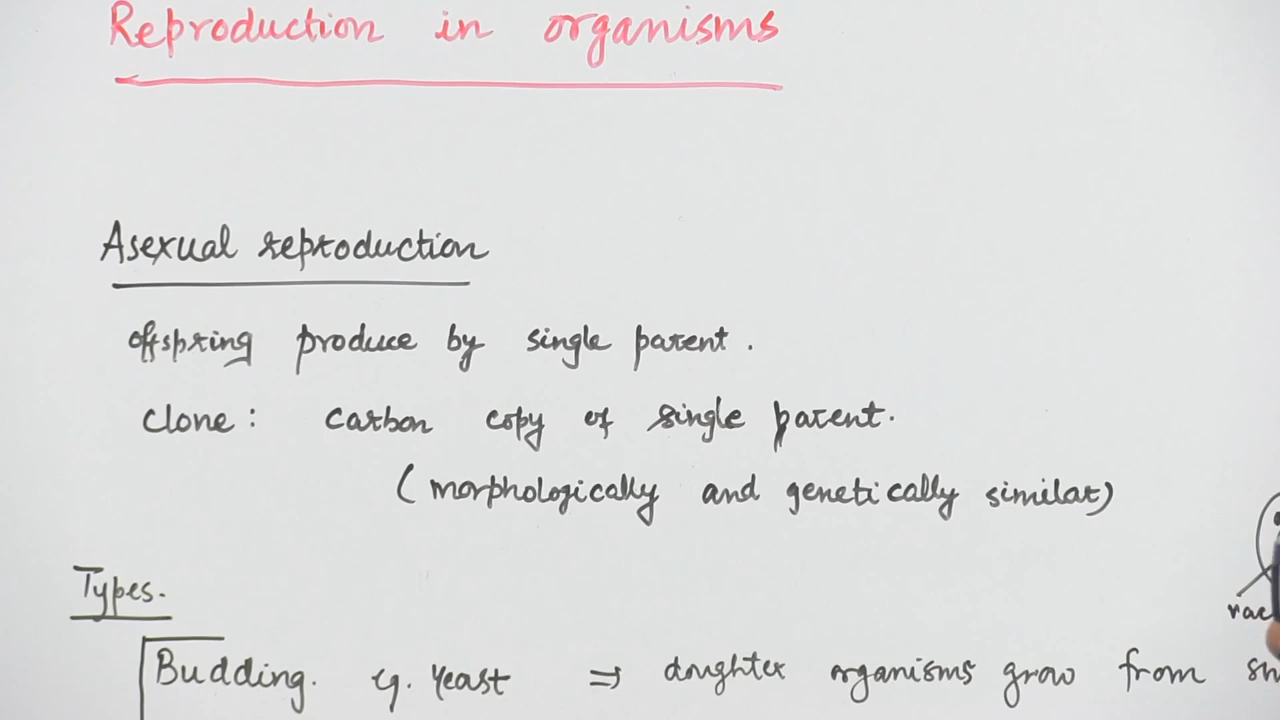 Reproduction in organisms
Asexual reproduction
offspring produce by single parent.
Clone: carbon copy of single parent.
(morphologically and genetically similar)
Types.
Budding. eg. Yeast ⇒ doughter organisms grow from